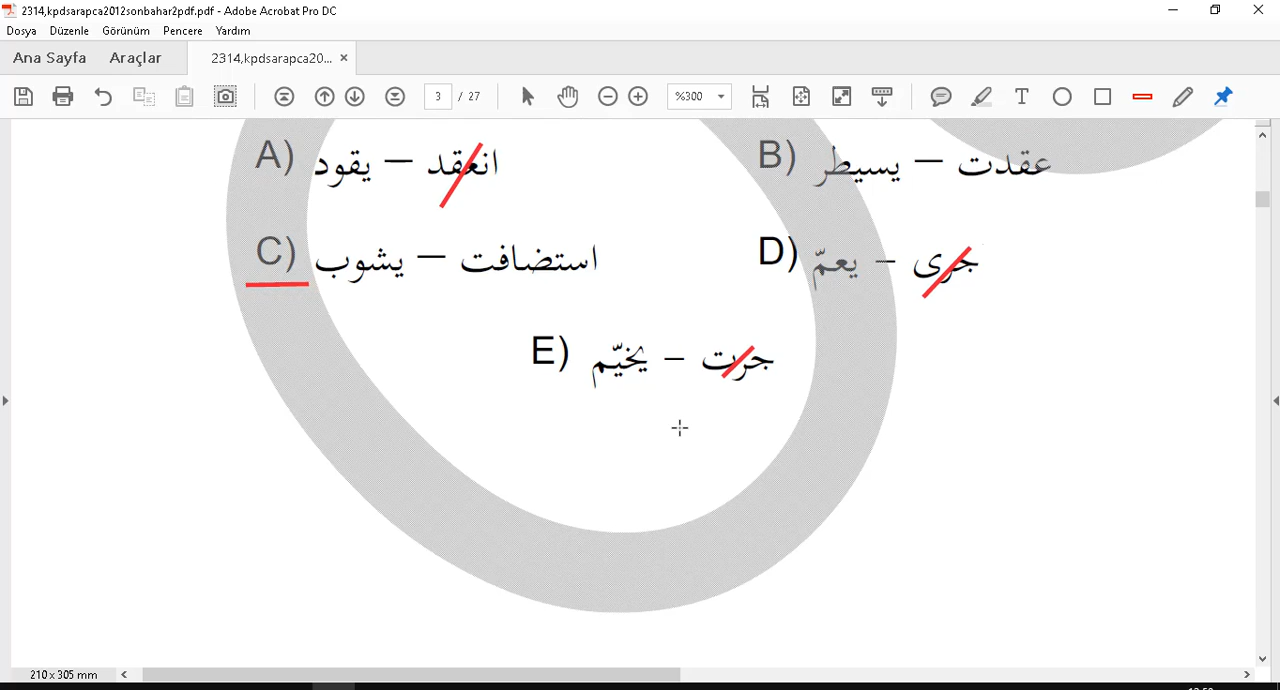 2314,kpdsarapca2012sonbahar2pdf.pdf - Adobe Acrobat Pro DC
Dosya Düzenle Görünüm Pencere Yardım
Ana Sayfa Araçlar 2314,kpdsarapca20... ×
3 / 27 %300
A) انعقد – يقود
B) عقدت – يسيطر
C) استضافت – يشوب
D) جرى – يعمّ
E) جرت – يخيّم
210 x 305 mm